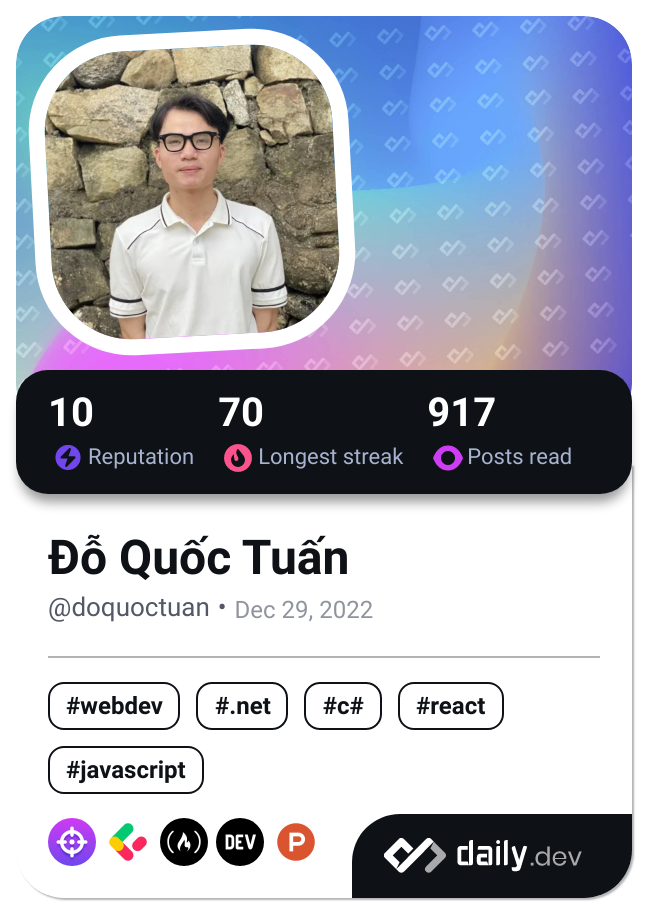 10 70 917
Reputation Longest streak Posts read
Đỗ Quốc Tuấn
@doquoctuan • Dec 29, 2022
#webdev #.net #c# #react
#javascript
DEV P
daily.dev